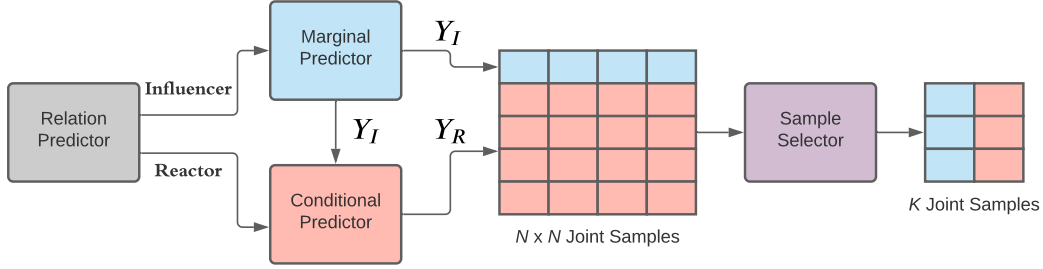 Relation
Predictor
Influencer
Reactor
Marginal
Predictor
Y_I
Conditional
Predictor
Y_I
Y_R
N x N Joint Samples
Sample
Selector
K Joint Samples